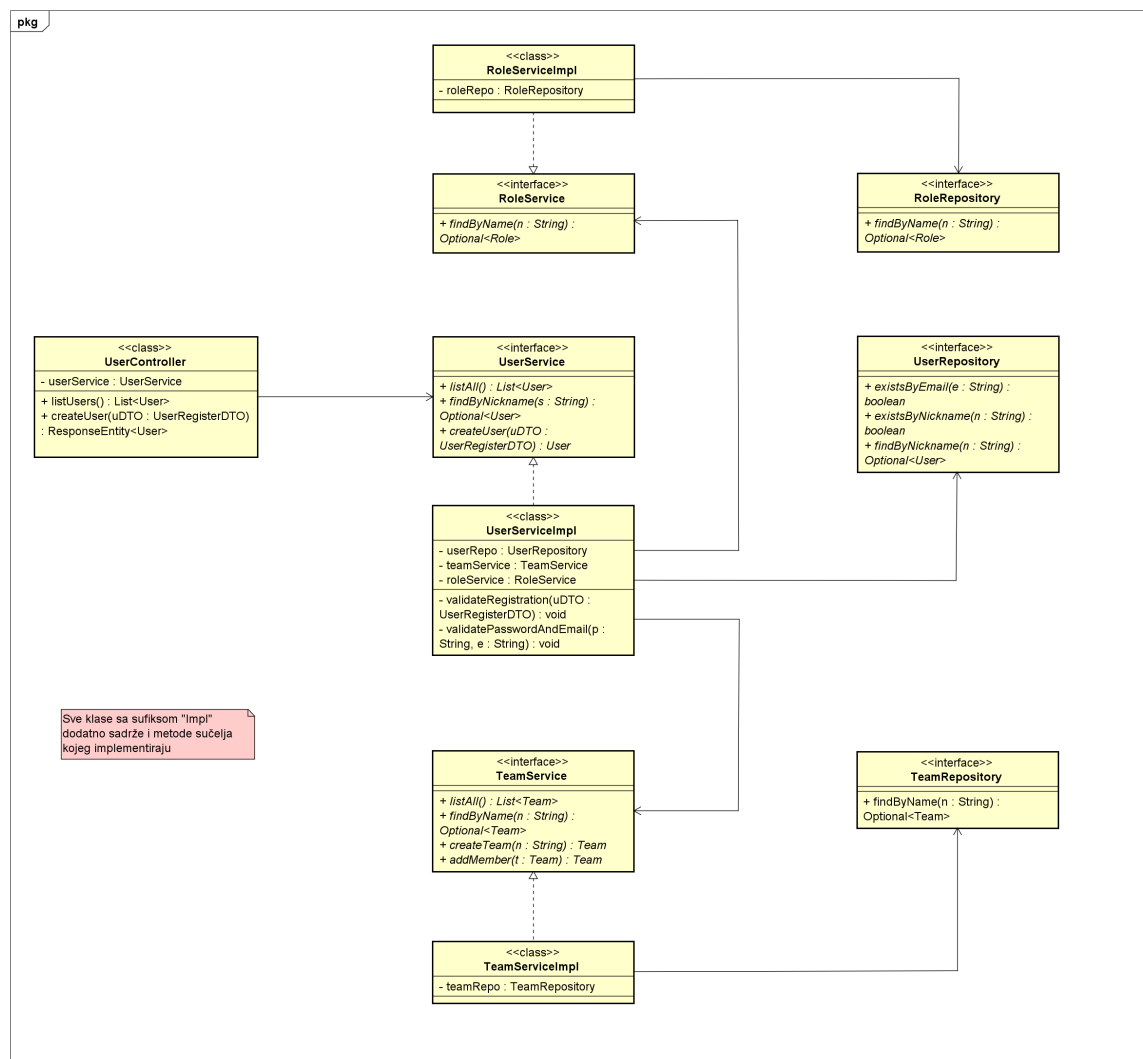 pkg
<<class>>
RoleServiceImpl
- roleRepo : RoleRepository
<<interface>>
RoleService
+ findByName(n : String) :
Optional<Role>
<<interface>>
RoleRepository
+ findByName(n : String) :
Optional<Role>
<<class>>
UserController
- userService : UserService
+ listUsers() : List<User>
+ createUser(uDTO : UserRegisterDTO)
: ResponseEntity<User>
<<interface>>
UserService
+ listAll() : List<User>
+ findByNickname(s : String) :
Optional<User>
+ createUser(uDTO :
UserRegisterDTO) : User
<<interface>>
UserRepository
+ existsByEmail(e : String) :
boolean
+ existsByNickname(n : String) :
boolean
+ findByNickname(n : String) :
Optional<User>
<<class>>
UserServiceImpl
- userRepo : UserRepository
- teamService : TeamService
- roleService : RoleService
- validateRegistration(uDTO :
UserRegisterDTO) : void
- validatePasswordAndEmail(p :
String, e : String) : void
Sve klase sa sufiksom "Impl"
dodatno sadrže i metode sučelja
kojeg implementiraju
<<interface>>
TeamService
+ listAll() : List<Team>
+ findByName(n : String) :
Optional<Team>
+ createTeam(n : String) : Team
+ addMember(t : Team) : Team
<<interface>>
TeamRepository
+ findByName(n : String) :
Optional<Team>
<<class>>
TeamServiceImpl
- teamRepo : TeamRepository